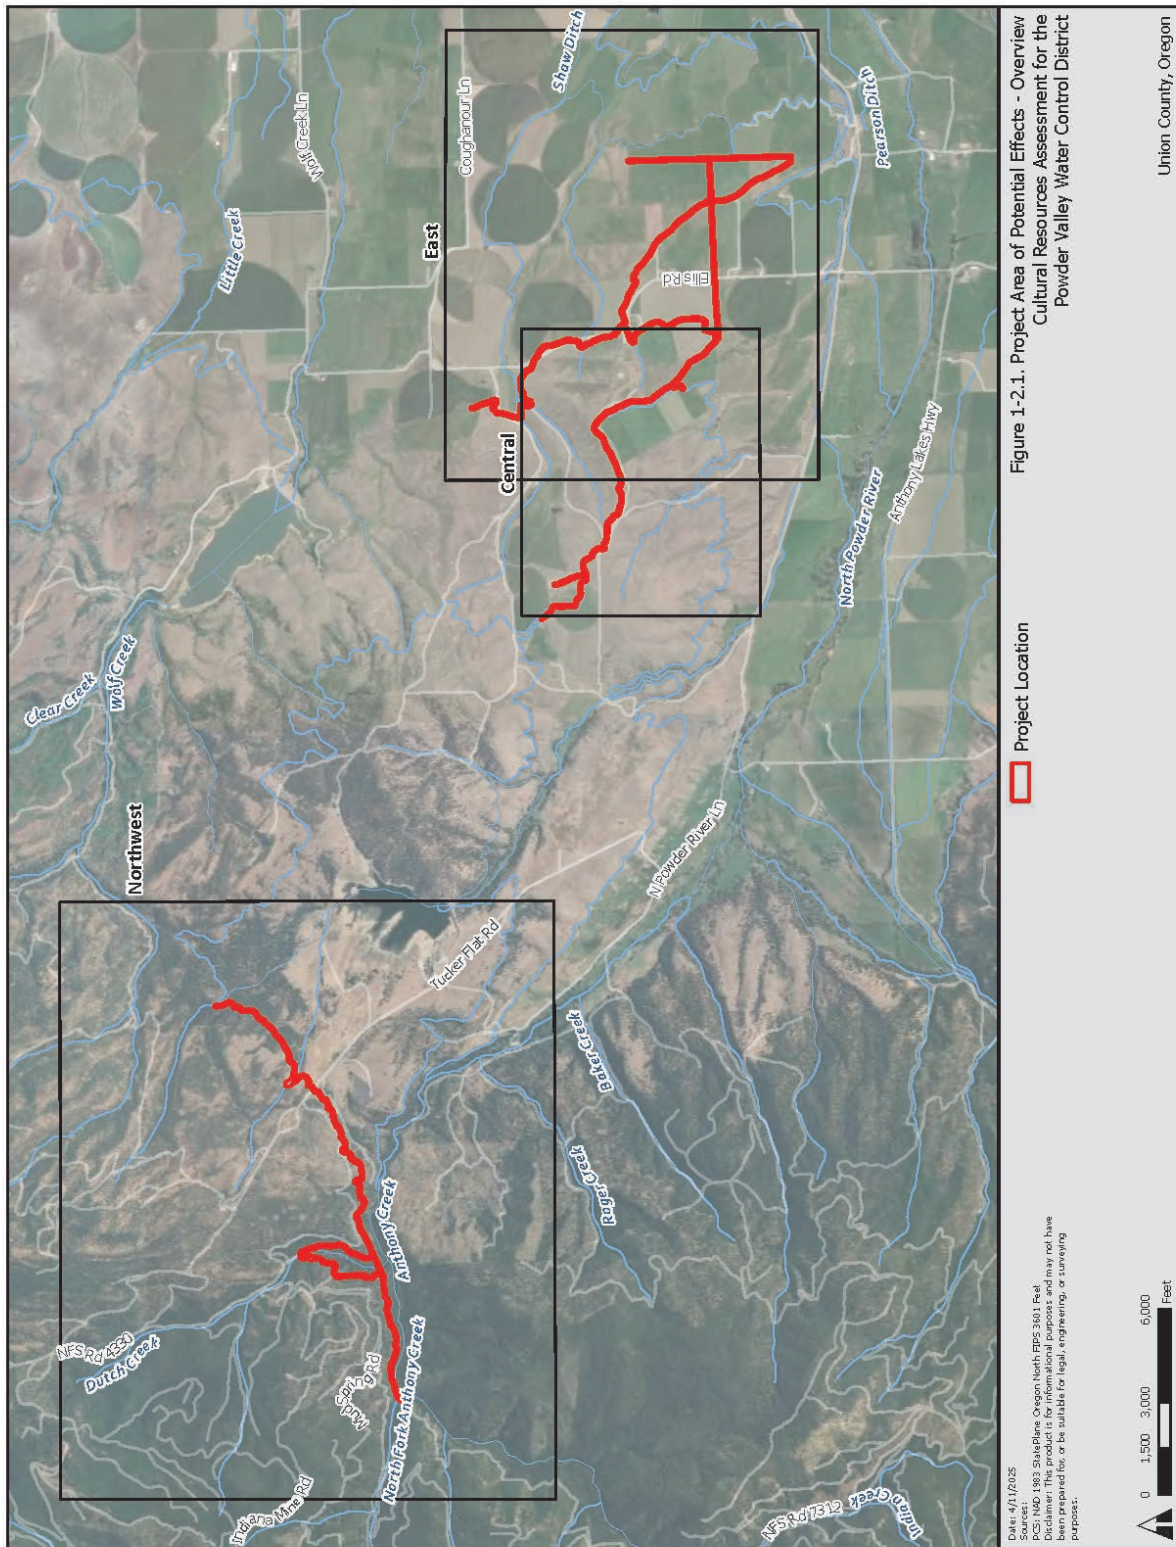 Clear Creek
Wolf Creek
Little Creek
Wolf Creek Ln
Northwest
East
Coughanour Ln
Shaw Ditch
NFS Rd 4330
Dutch Creek
Central
Ellis Rd
Indiana Mine Rd
Mud Spring Rd
North Fork Anthony Creek
Anthony Creek
Tucker Flat Rd
Pearson Ditch
Roger Creek
Baker Creek
N Powder River Ln
North Powder River
Anthony Lakes Hwy
NFS Rd 7312
Indian Creek
Date: 4/11/2025
Sources:
PCS: NAD 1983 StatePlane Oregon North FIPS 3601 Feet
Disclaimer: This product is for informational purposes and may not have
been prepared for, or be suitable for legal, engineering, or surveying
purposes.
0 1,500 3,000 6,000
Feet
Project Location
Figure 1-2.1. Project Area of Potential Effects - Overview
Cultural Resources Assessment for the
Powder Valley Water Control District
Union County, Oregon